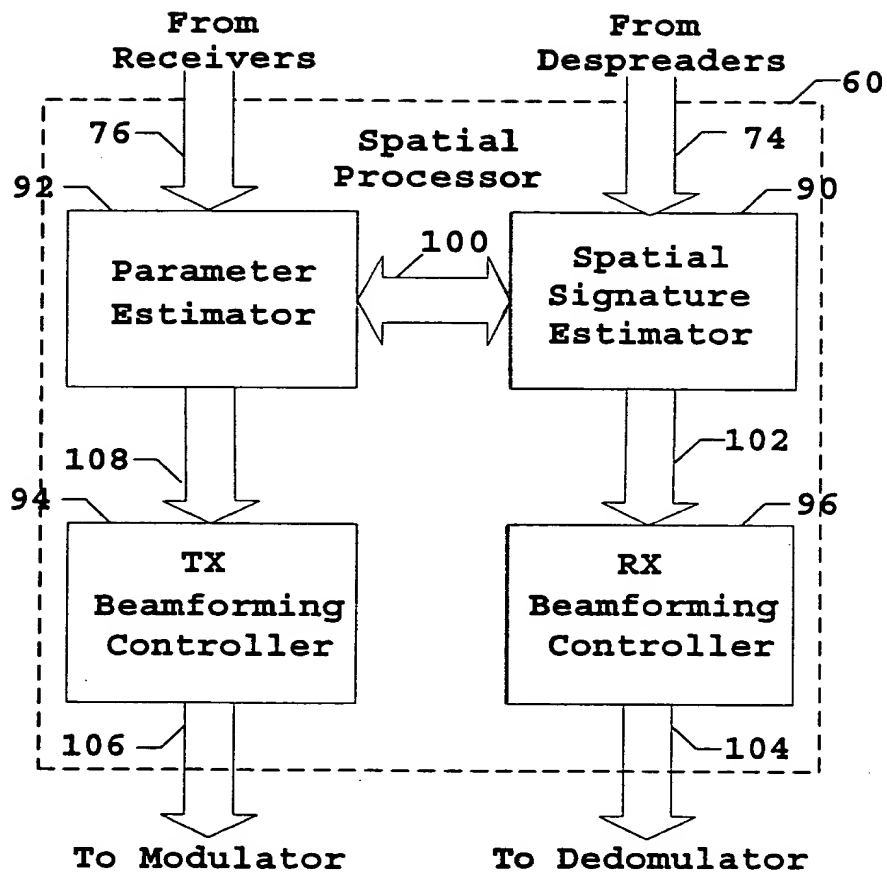 From
Receivers
From
Despreaders
60
76
Spatial
Processor
74
92
90
Parameter
Estimator
100
Spatial
Signature
Estimator
108
102
94
96
TX
Beamforming
Controller
RX
Beamforming
Controller
106
104
To Modulator
To Dedomulator